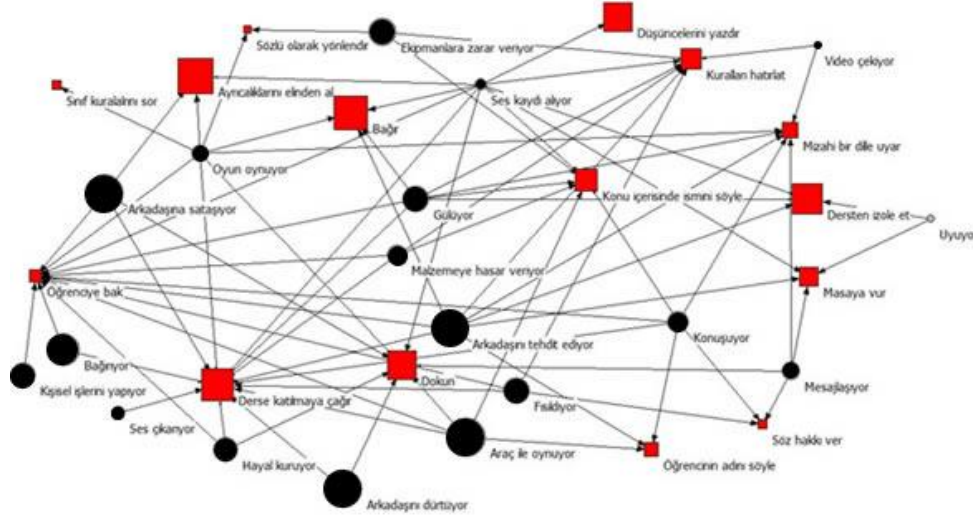 Düşüncelerini yazdır
Sözlü olarak yönlendir
Ekipmanlara zarar veriyor
Video çekiyor
Kuralları hatırlat
Sınıf kurallarını sor
Ayrıcalıklarını elinden al
Ses kaydı alıyor
Bağır
Mizahi bir dille uyar
Oyun oynuyor
Konu içerisinde ismini söyle
Arkadaşına sataşıyor
Gülüyor
Dersten izole et
Uyuyo
Malzemeye hasar veriyor
Öğrenciye bak
Masaya vur
Arkadaşını tehdit ediyor
Konuşuyor
Bağırıyor
Kişisel işlerini yapıyor
Derse katılmaya çağır
Dokun
Mesajlaşıyor
Fısıldıyor
Ses çıkarıyor
Söz hakkı ver
Araç ile oynuyor
Hayal kuruyor
Öğrencinin adını söyle
Arkadaşını dürtüyor